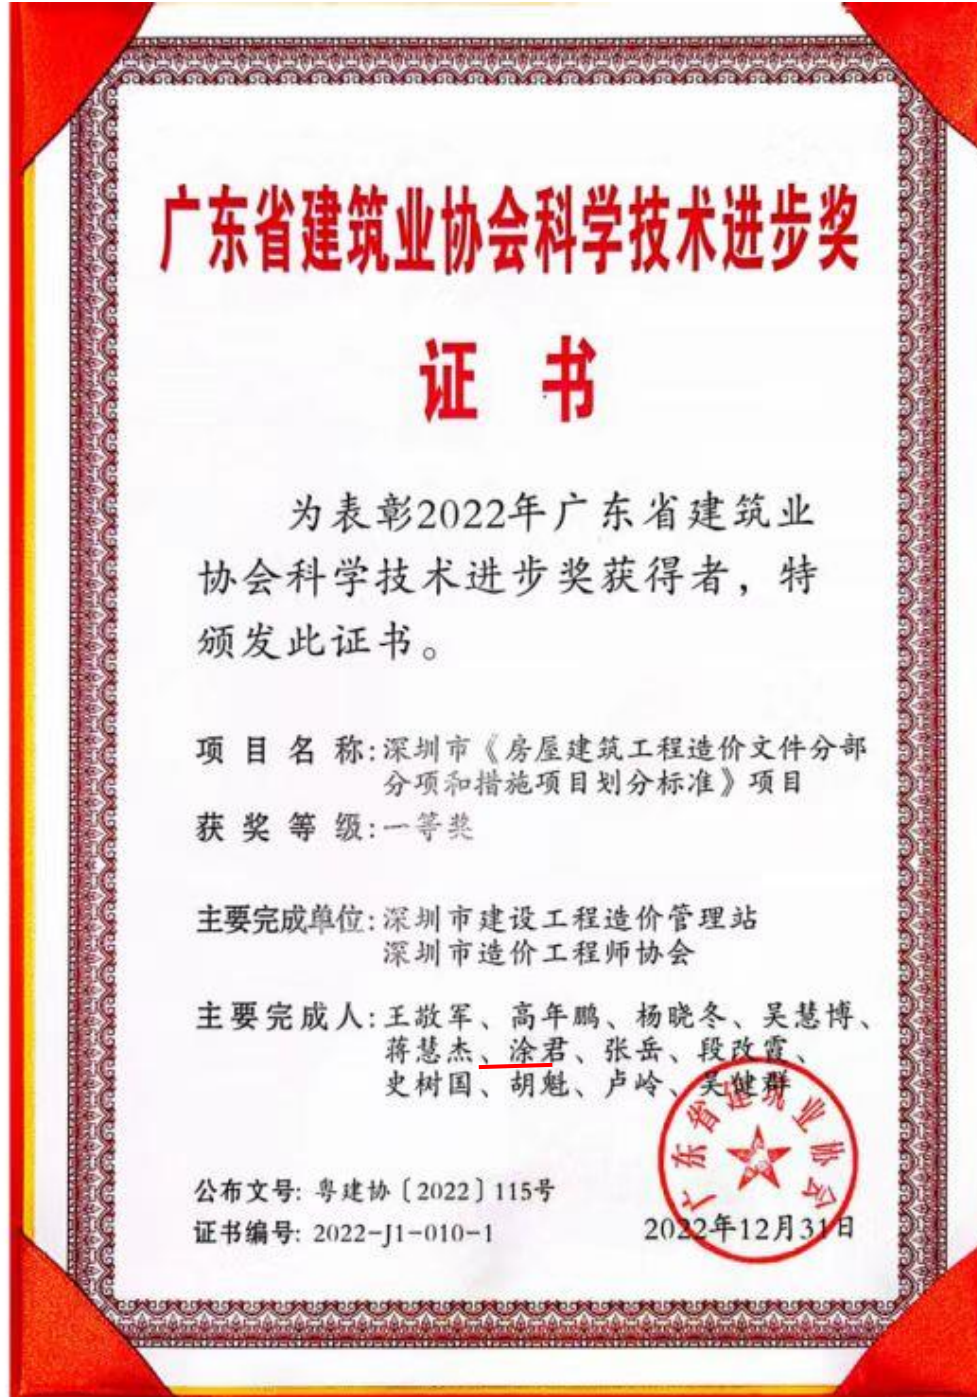 广东省建筑业协会科学技术进步奖
证书
为表彰2022年广东省建筑业
协会科学技术进步奖获得者，特
颁发此证书。
项目名称:深圳市《房屋建筑工程造价文件分部
分项和措施项目划分标准》项目
获奖等级:一等奖
主要完成单位:深圳市建设工程造价管理站
深圳市造价工程师协会
主要完成人:王敬军、高年鹏、杨晓冬、吴慧博、
蒋慧杰、涂君、张岳、段改霞、
史树国、胡魁、卢岭、吴健群
广东省建筑业协会
公布文号: 粤建协〔2022〕115号
证书编号: 2022-J1-010-1
2022年12月31日